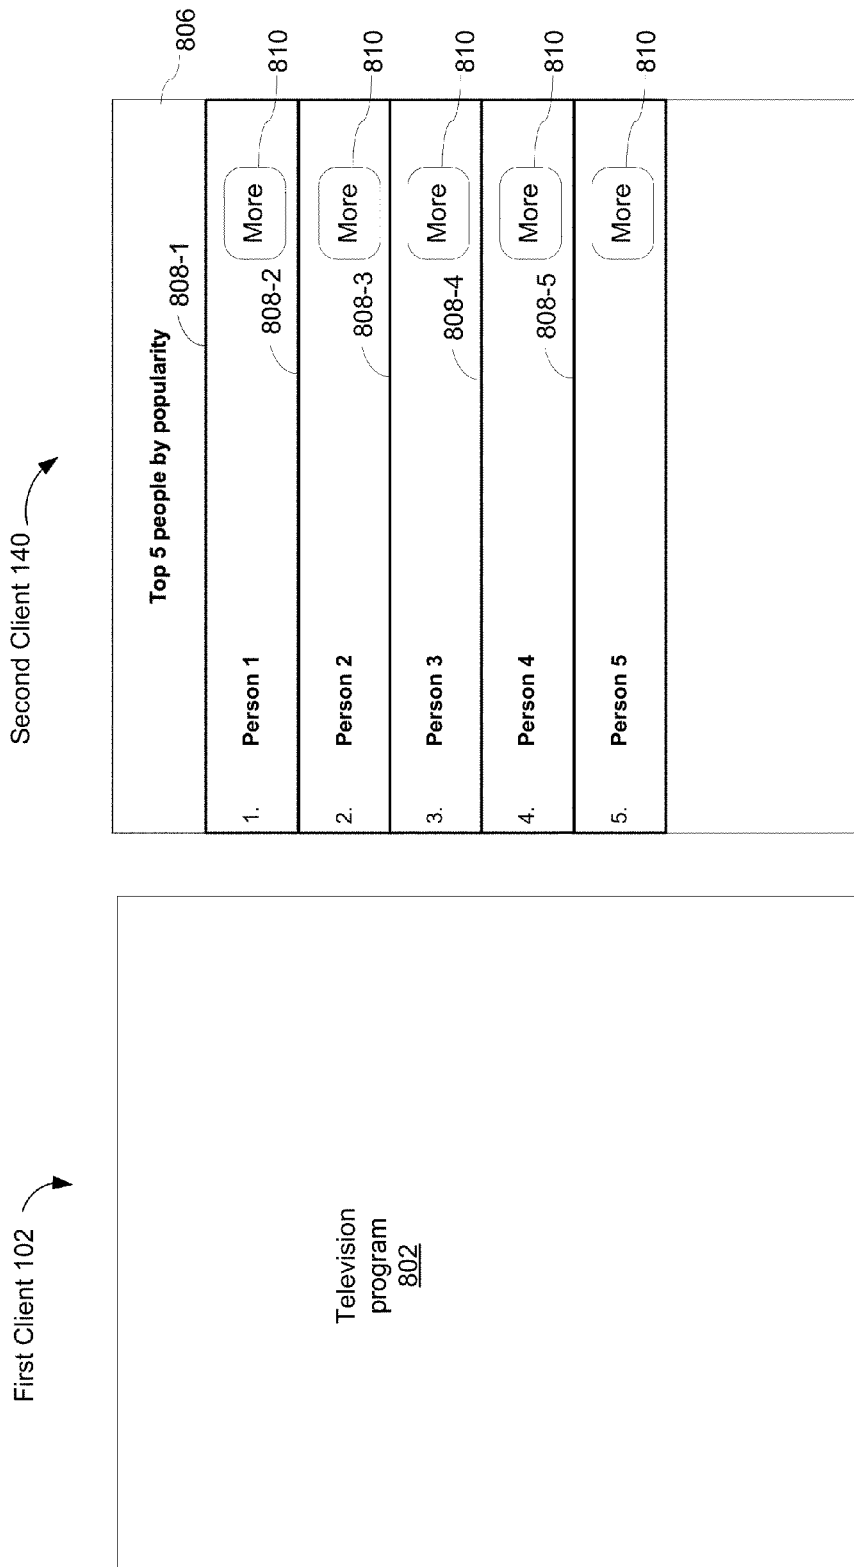 First Client 102
Television
program
802
Second Client 140
806
Top 5 people by popularity
808-1
1. Person 1 More 810
808-2
2. Person 2 More 810
808-3
3. Person 3 More 810
808-4
4. Person 4 More 810
808-5
5. Person 5 More 810